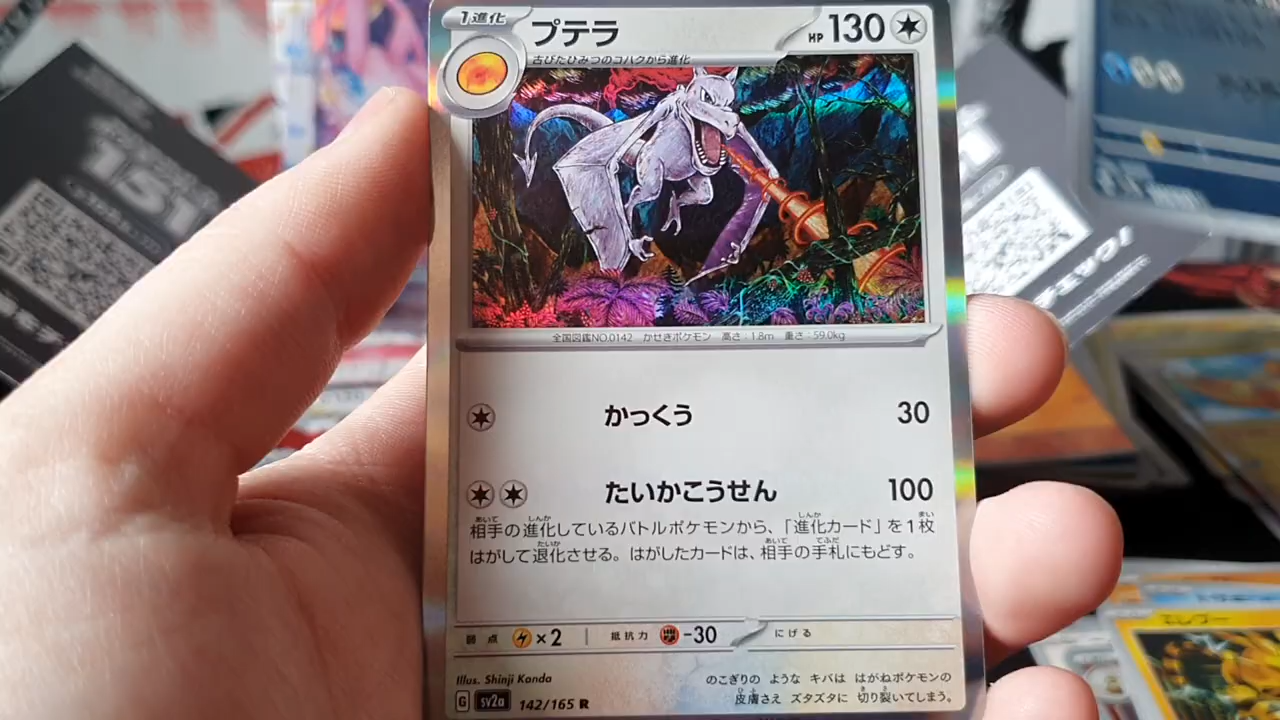 1進化
プテラ
HP 130
古びたひみつのコハクから進化
全国図鑑NO.0142 かせきポケモン 高さ:1.8m 重さ:59.0kg
かっくう 30
たいかこうせん 100
相手の進化しているバトルポケモンから、「進化カード」を1枚
はがして退化させる。はがしたカードは、相手の手札にもどす。
弱点 ×2 抵抗力 -30 にげる
Illus. Shinji Kanda
G sv2a 142/165 R
のこぎりの ような キバは はがねポケモンの
皮膚さえ ズタズタに 切り裂いてしまう。
151
エレブー